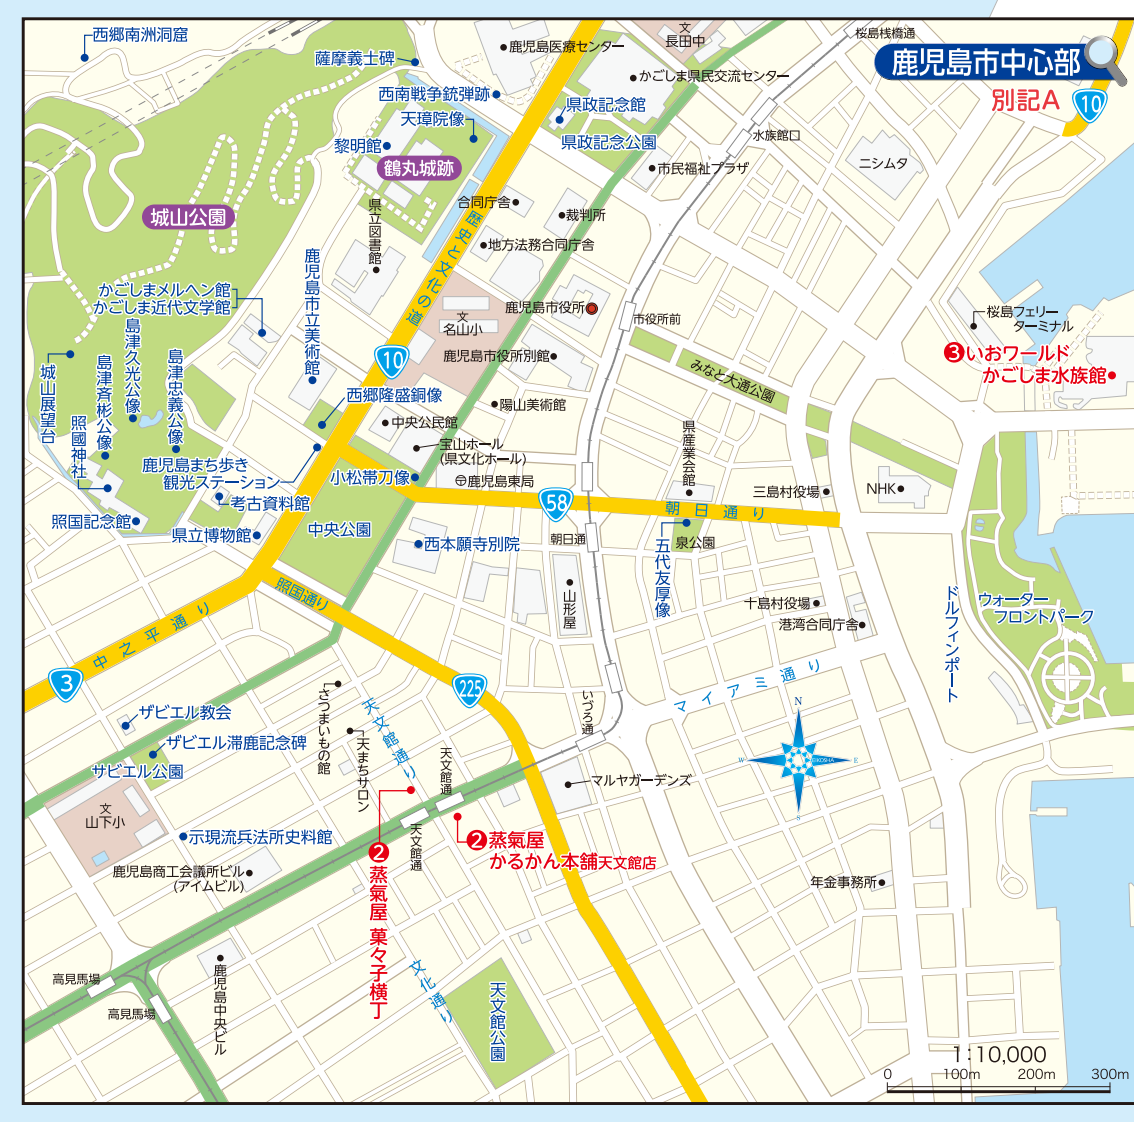 西郷南洲洞窟
薩摩義士碑
鹿児島医療センター
文
長田中
桜島桟橋通
鹿児島市中心部
別記A
10
かごしま県民交流センター
西南戦争銃弾跡
県政記念館
天璋院像
県政記念公園
水族館口
黎明館
鶴丸城跡
市民福祉プラザ
ニシムタ
城山公園
県立図書館
合同庁舎
裁判所
歴史と文化の道
地方法務合同庁舎
鹿児島市立美術館
かごしまメルヘン館
かごしま近代文学館
鹿児島市役所
市役所前
桜島フェリー
ターミナル
文
名山小
島津久光公像
島津忠義公像
島津斉彬公像
城山展望台
10
鹿児島市役所別館
みなと大通公園
3いおワールド
かごしま水族館
西郷隆盛銅像
陽山美術館
中央公民館
照國神社
宝山ホール
(県文化ホール)
県産業会館
鹿児島まち歩き
観光ステーション
小松帯刀像
〶鹿児島東局
考古資料館
58
三島村役場
NHK
照国記念館
県立博物館
中央公園
朝日通り
西本願寺別院
朝日通
五代友厚像
泉公園
照国通り
山形屋
十島村役場
港湾合同庁舎
ドルフィンポート
ウォーター
フロントパーク
中之平通り
3
225
いづろ通
マイアミ通り
さつまいもの館
天文館通り
ザビエル教会
ザビエル滞鹿記念碑
サビエル公園
天まちサロン
天文館通
N
W
E
S
マルヤガーデンズ
文
山下小
示現流兵法所史料館
天文館通
2蒸氣屋
かるかん本舗天文館店
2蒸氣屋 菓々子横丁
鹿児島商工会議所ビル
(アイムビル)
年金事務所
高見馬場
高見馬場
鹿児島中央ビル
文化通り
天文館公園
1:10,000
0 100m 200m 300m